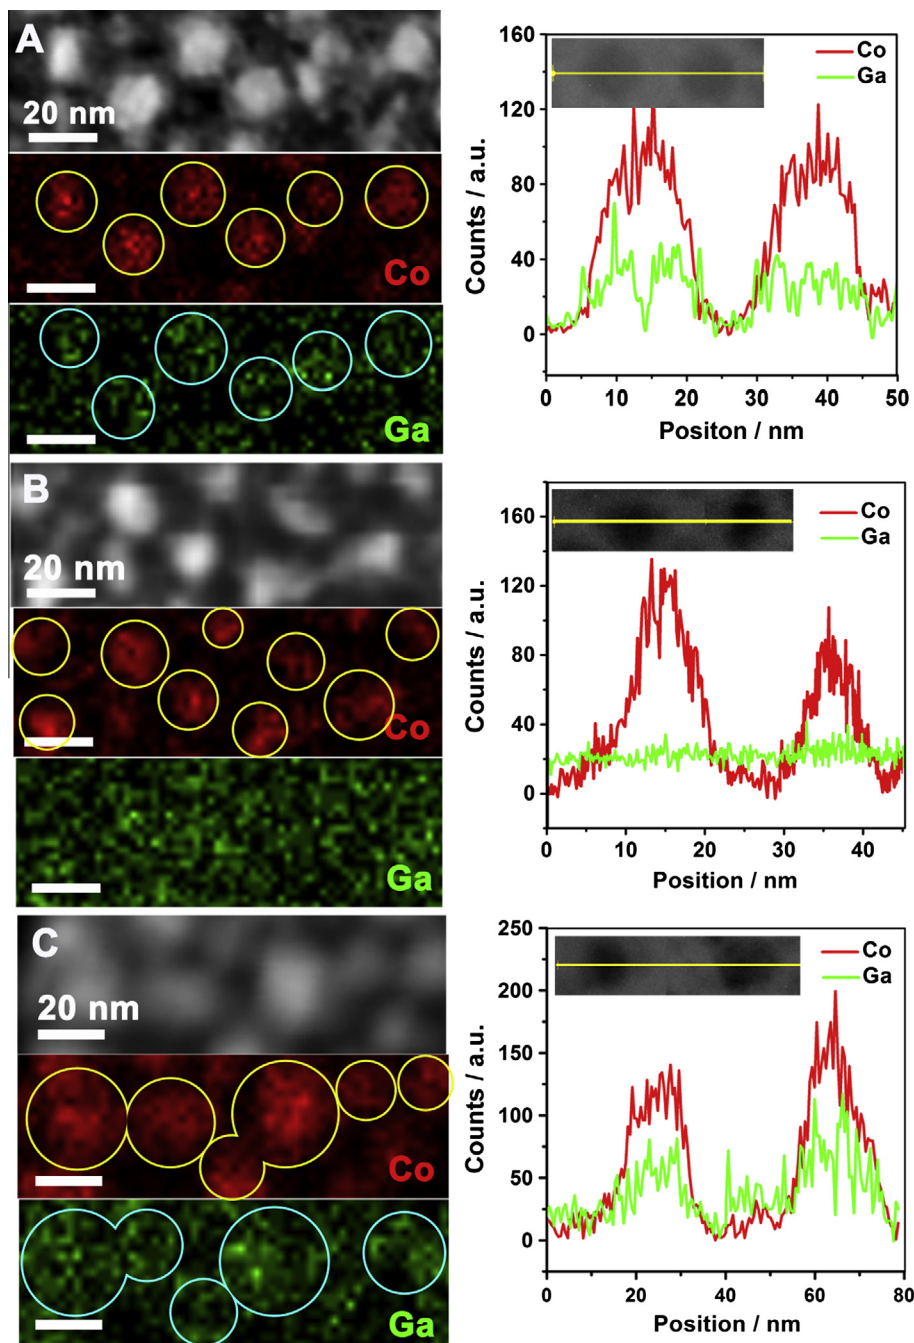 A
20 nm
Co
Ga
160
120
80
40
0
Counts / a.u.
Co
Ga
0
10
20
30
40
50
Positon / nm
B
20 nm
Co
Ga
160
120
80
40
0
Counts / a.u.
Co
Ga
0
10
20
30
40
Position / nm
C
20 nm
Co
Ga
250
200
150
100
50
0
Counts / a.u.
Co
Ga
0
20
40
60
80
Position / nm